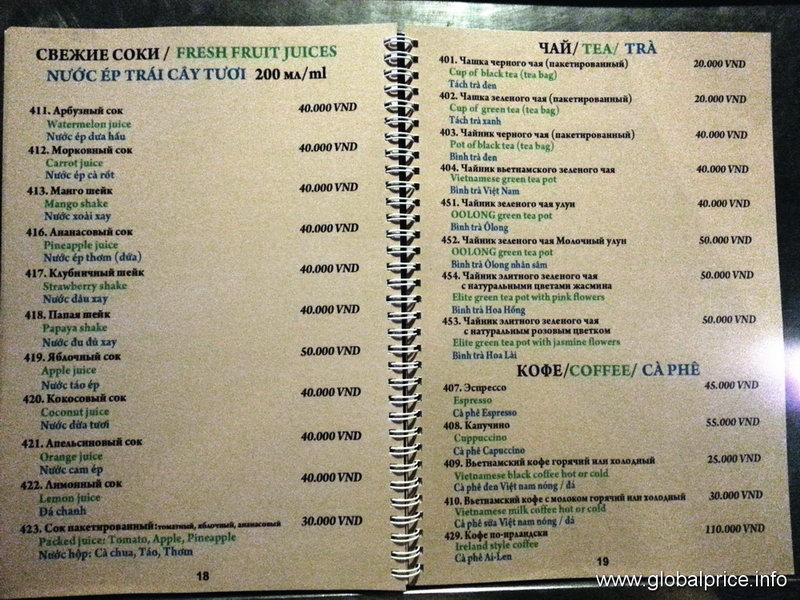 СВЕЖИЕ СОКИ / FRESH FRUIT JUICES
NƯỚC ÉP TRÁI CÂY TƯƠI 200 мл/ml
411. Арбузный сок 40.000 VND
Watermelon juice
Nước ép dưa hấu
412. Морковный сок 40.000 VND
Carrot juice
Nước ép cà rốt
413. Манго шейк 40.000 VND
Mango shake
Nước xoài xay
416. Ананасовый сок 40.000 VND
Pineapple juice
Nước ép thơm (dứa)
417. Клубничный шейк 40.000 VND
Strawberry shake
Nước dâu xay
418. Папая шейк 40.000 VND
Papaya shake
Nước đu đủ xay
419. Яблочный сок 50.000 VND
Apple juice
Nước táo ép
420. Кокосовый сок 40.000 VND
Coconut juice
Nước dừa tươi
421. Апельсиновый сок 40.000 VND
Orange juice
Nước cam ép
422. Лимонный сок 40.000 VND
Lemon juice
Đá chanh
423. Сок пакетированный: томатный, яблочный, ананасовый 30.000 VND
Packed juice: Tomato, Apple, Pineapple
Nước hộp: Cà chua, Táo, Thơm
18
ЧАЙ/ TEA/ TRÀ
401. Чашка черного чая (пакетированный) 20.000 VND
Cup of black tea (tea bag)
Tách trà đen
402. Чашка зеленого чая (пакетированный) 20.000 VND
Cup of green tea (tea bag)
Tách trà xanh
403. Чайник черного чая (пакетированный) 40.000 VND
Pot of black tea (tea bag)
Bình trà đen
404. Чайник вьетнамского зеленого чая 40.000 VND
Vietnamese green tea pot
Bình trà Việt Nam
451. Чайник зеленого чая улун 40.000 VND
OOLONG green tea pot
Bình trà Ôlong
452. Чайник зеленого чая Молочный улун 50.000 VND
OOLONG green tea pot
Bình trà Ôlong nhân sâm
454. Чайник элитного зеленого чая 50.000 VND
с натуральными цветами жасмина
Elite green tea pot with pink flowers
Bình trà Hoa Hồng
453. Чайник элитного зеленого чая 50.000 VND
с натуральным розовым цветком
Elite green tea pot with jasmine flowers
Bình trà Hoa Lài
КОФЕ/COFFEE/ CÀ PHÊ
407. Эспрессо 45.000 VND
Espresso
Cà phê Espresso
408. Капучино 55.000 VND
Cuppuccino
Cà phê Capuccino
409. Вьетнамский кофе горячий или холодный 25.000 VND
Vietnamese black coffee hot or cold
Cà phê đen Việt nam nóng / đá
410. Вьетнамский кофе с молоком горячий или холодный 30.000 VND
Vietnamese milk coffee hot or cold
Cà phê sữa Việt nam nóng / đá
429. Кофе по-ирландски 110.000 VND
Ireland style coffee
Cà phê Ai-Len
19
www.globalprice.info